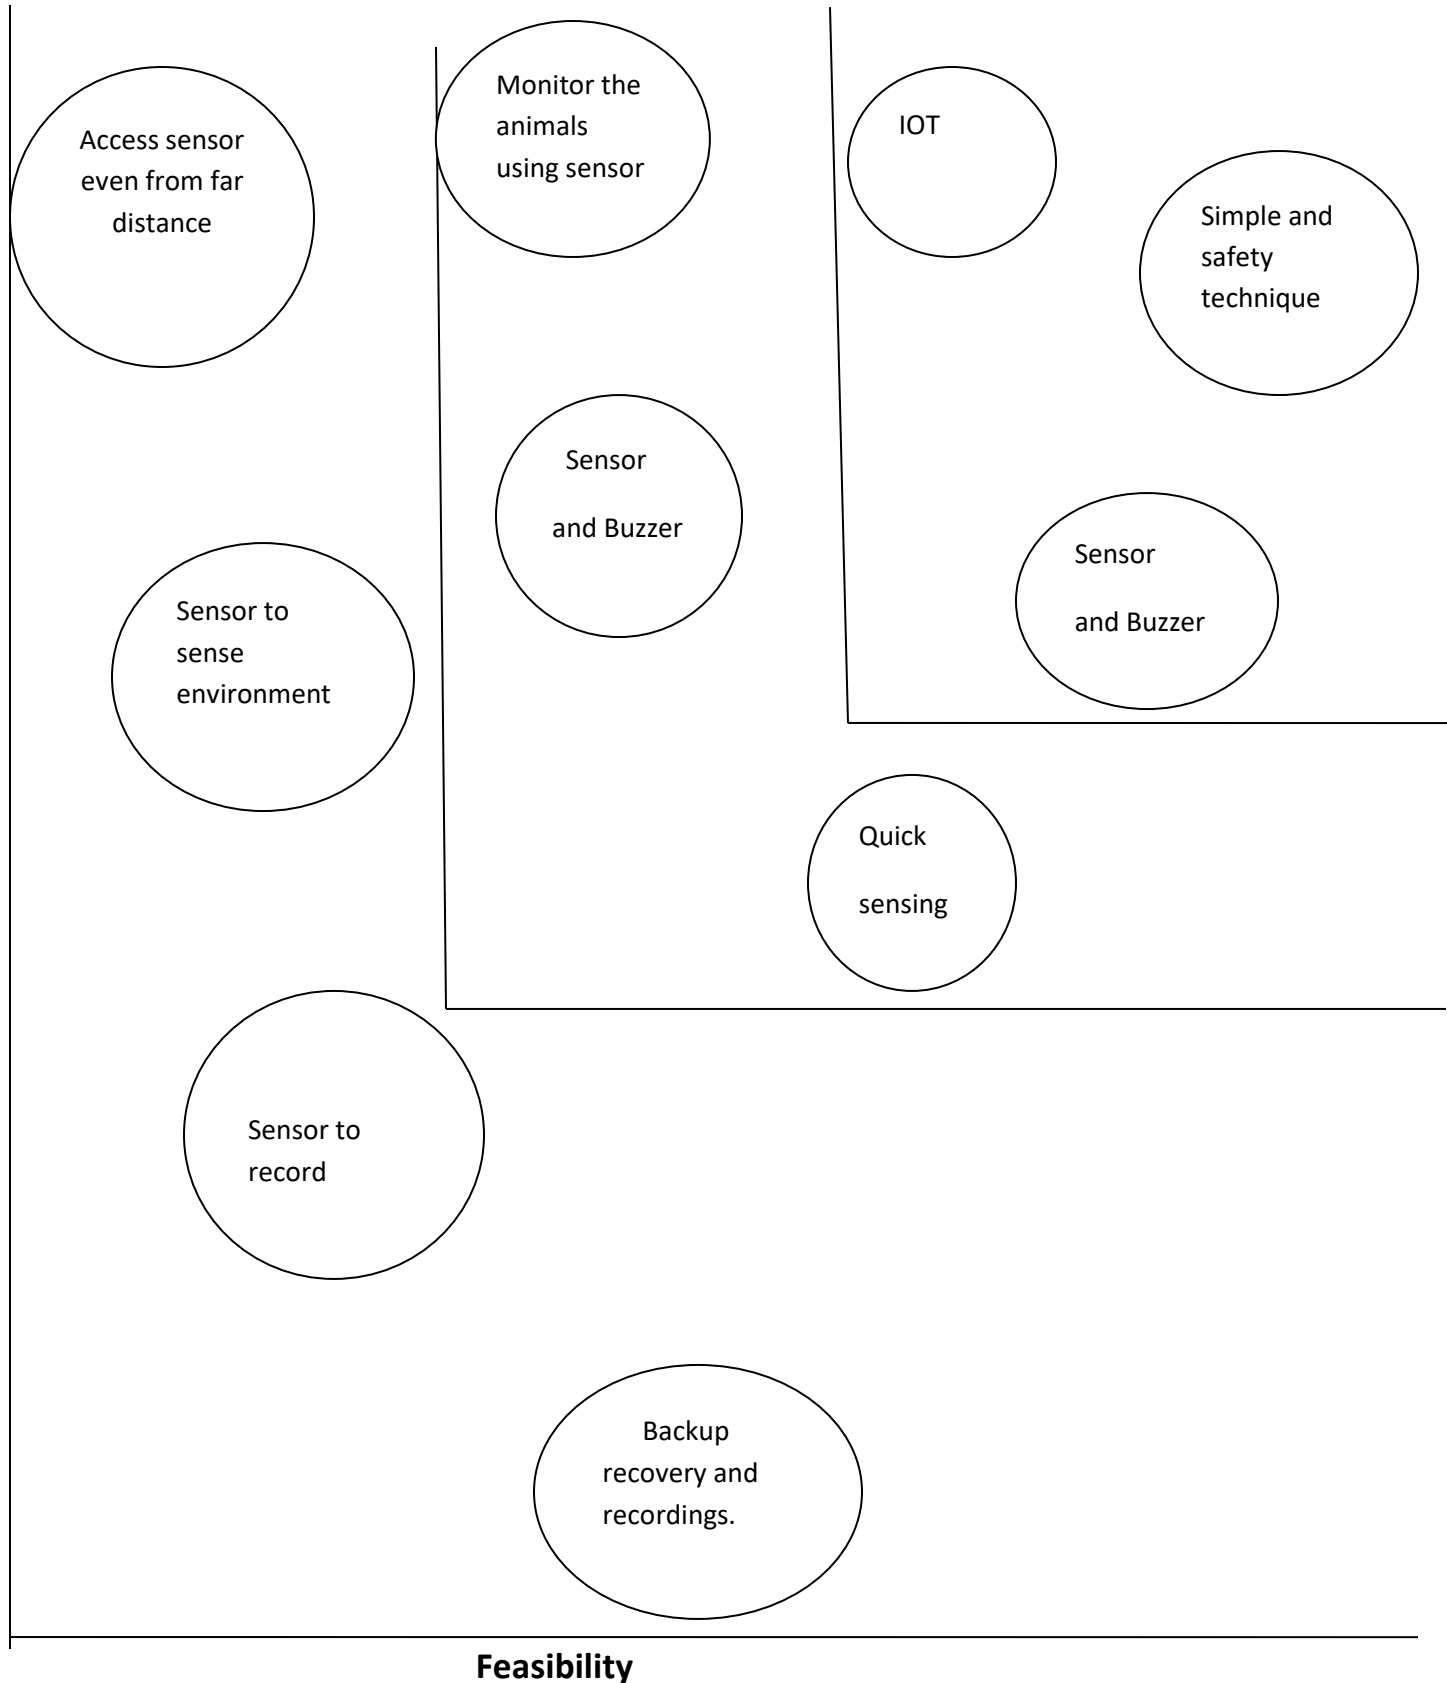 Access sensor
even from far
distance
Monitor the
animals
using sensor
IOT
Simple and
safety
technique
Sensor
and Buzzer
Sensor
and Buzzer
Sensor to
sense
environment
Quick
sensing
Sensor to
record
Backup
recovery and
recordings.
Feasibility